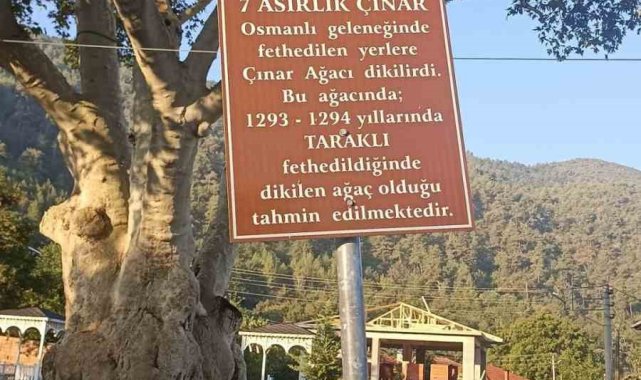 7 ASIRLIK ÇINAR
Osmanlı geleneğinde
fethedilen yerlere
Çınar Ağacı dikilirdi.
Bu ağacında;
1293 - 1294 yıllarında
TARAKLI
fethedildiğinde
dikilen ağaç olduğu
tahmin edilmektedir.